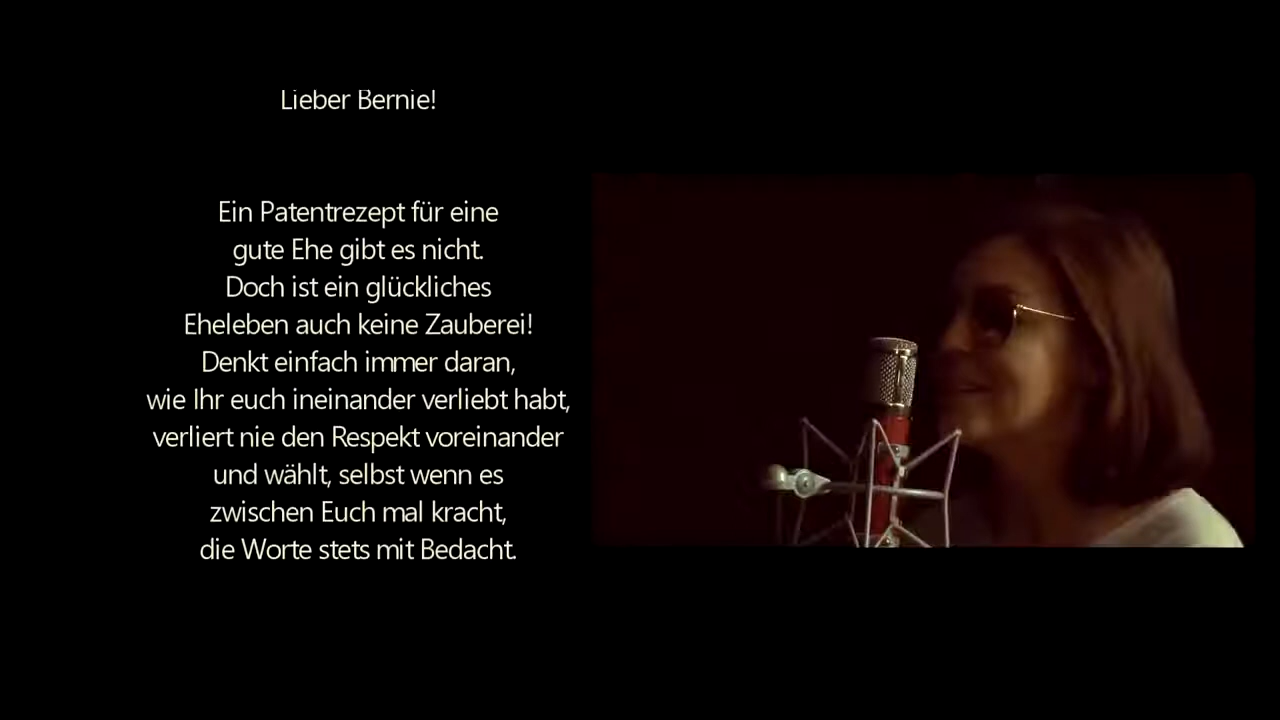 Lieber Bernie!
Ein Patentrezept für eine
gute Ehe gibt es nicht.
Doch ist ein glückliches
Eheleben auch keine Zauberei!
Denkt einfach immer daran,
wie Ihr euch ineinander verliebt habt,
verliert nie den Respekt voreinander
und wählt, selbst wenn es
zwischen Euch mal kracht,
die Worte stets mit Bedacht.